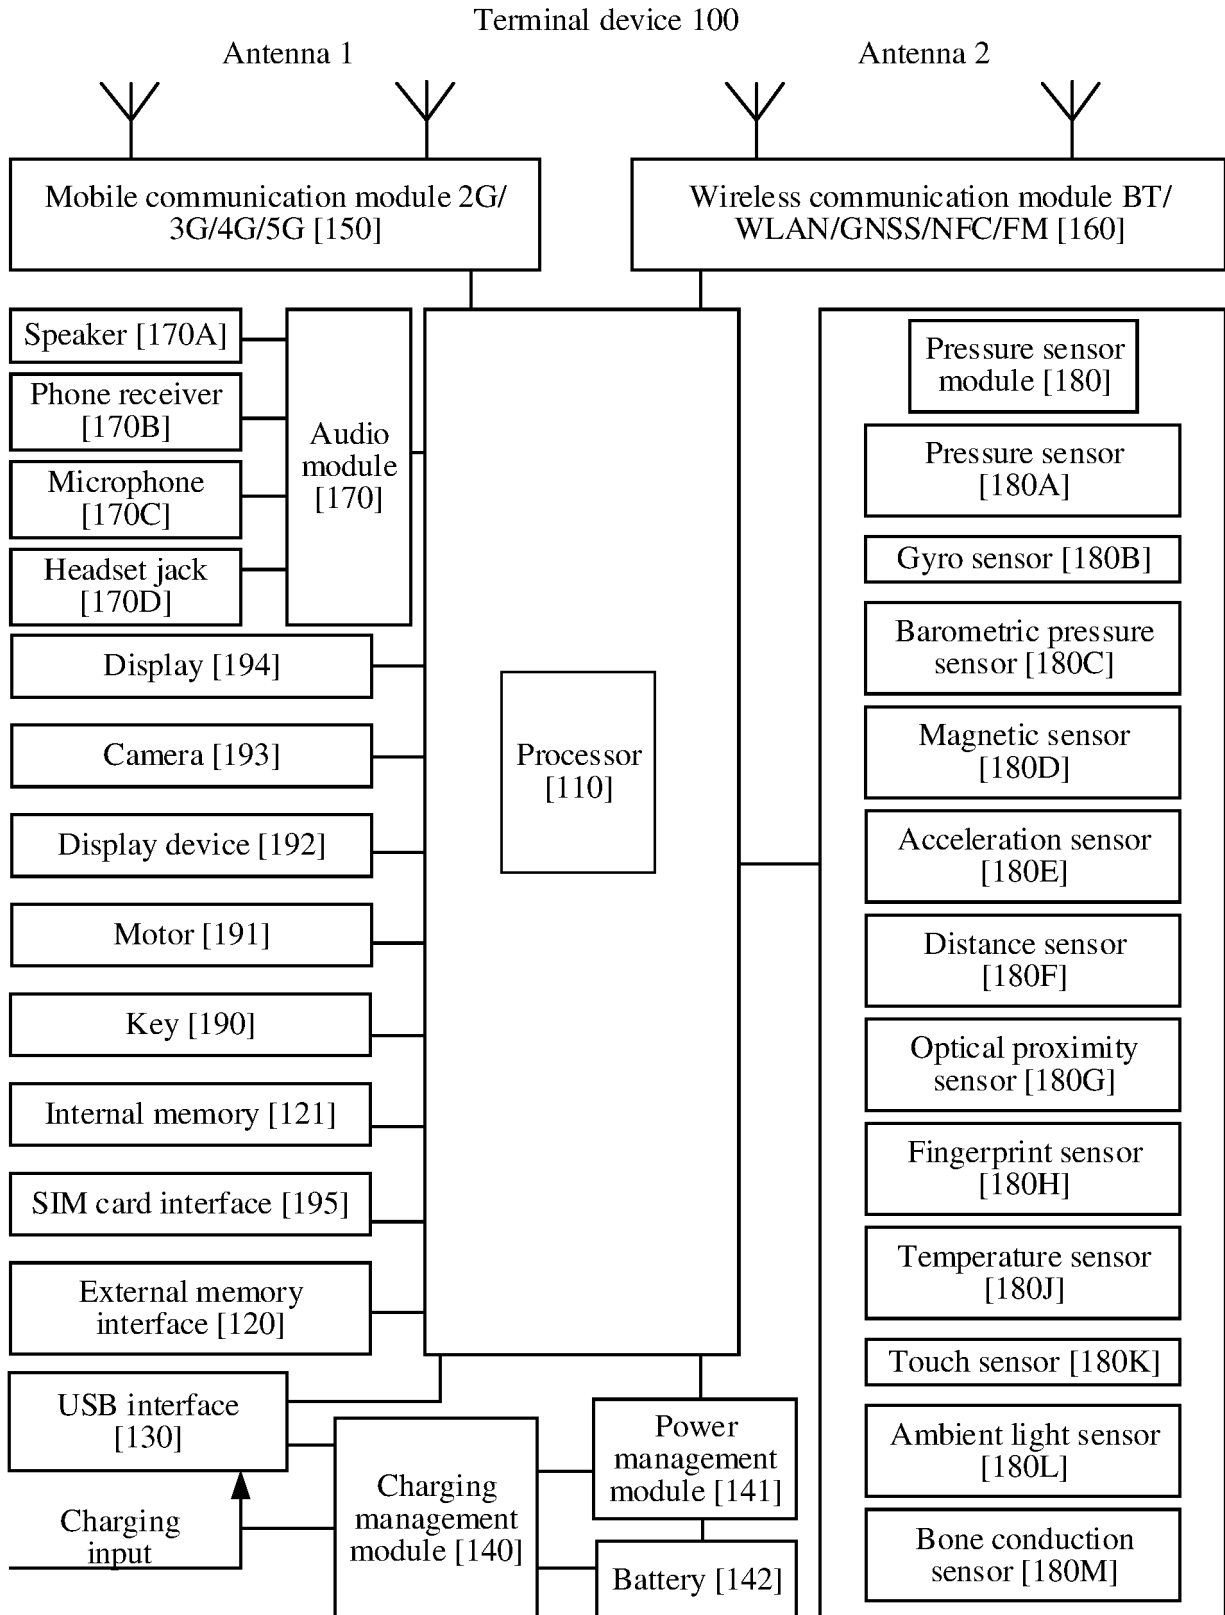 Terminal device 100
Antenna 1
Antenna 2
Mobile communication module 2G/
3G/4G/5G [150]
Wireless communication module BT/
WLAN/GNSS/NFC/FM [160]
Speaker [170A]
Phone receiver
[170B]
Microphone
[170C]
Headset jack
[170D]
Audio
module
[170]
Display [194]
Camera [193]
Display device [192]
Motor [191]
Key [190]
Internal memory [121]
SIM card interface [195]
External memory
interface [120]
USB interface
[130]
Charging
input
Charging
management
module [140]
Processor
[110]
Power
management
module [141]
Battery [142]
Pressure sensor
module [180]
Pressure sensor
[180A]
Gyro sensor [180B]
Barometric pressure
sensor [180C]
Magnetic sensor
[180D]
Acceleration sensor
[180E]
Distance sensor
[180F]
Optical proximity
sensor [180G]
Fingerprint sensor
[180H]
Temperature sensor
[180J]
Touch sensor [180K]
Ambient light sensor
[180L]
Bone conduction
sensor [180M]